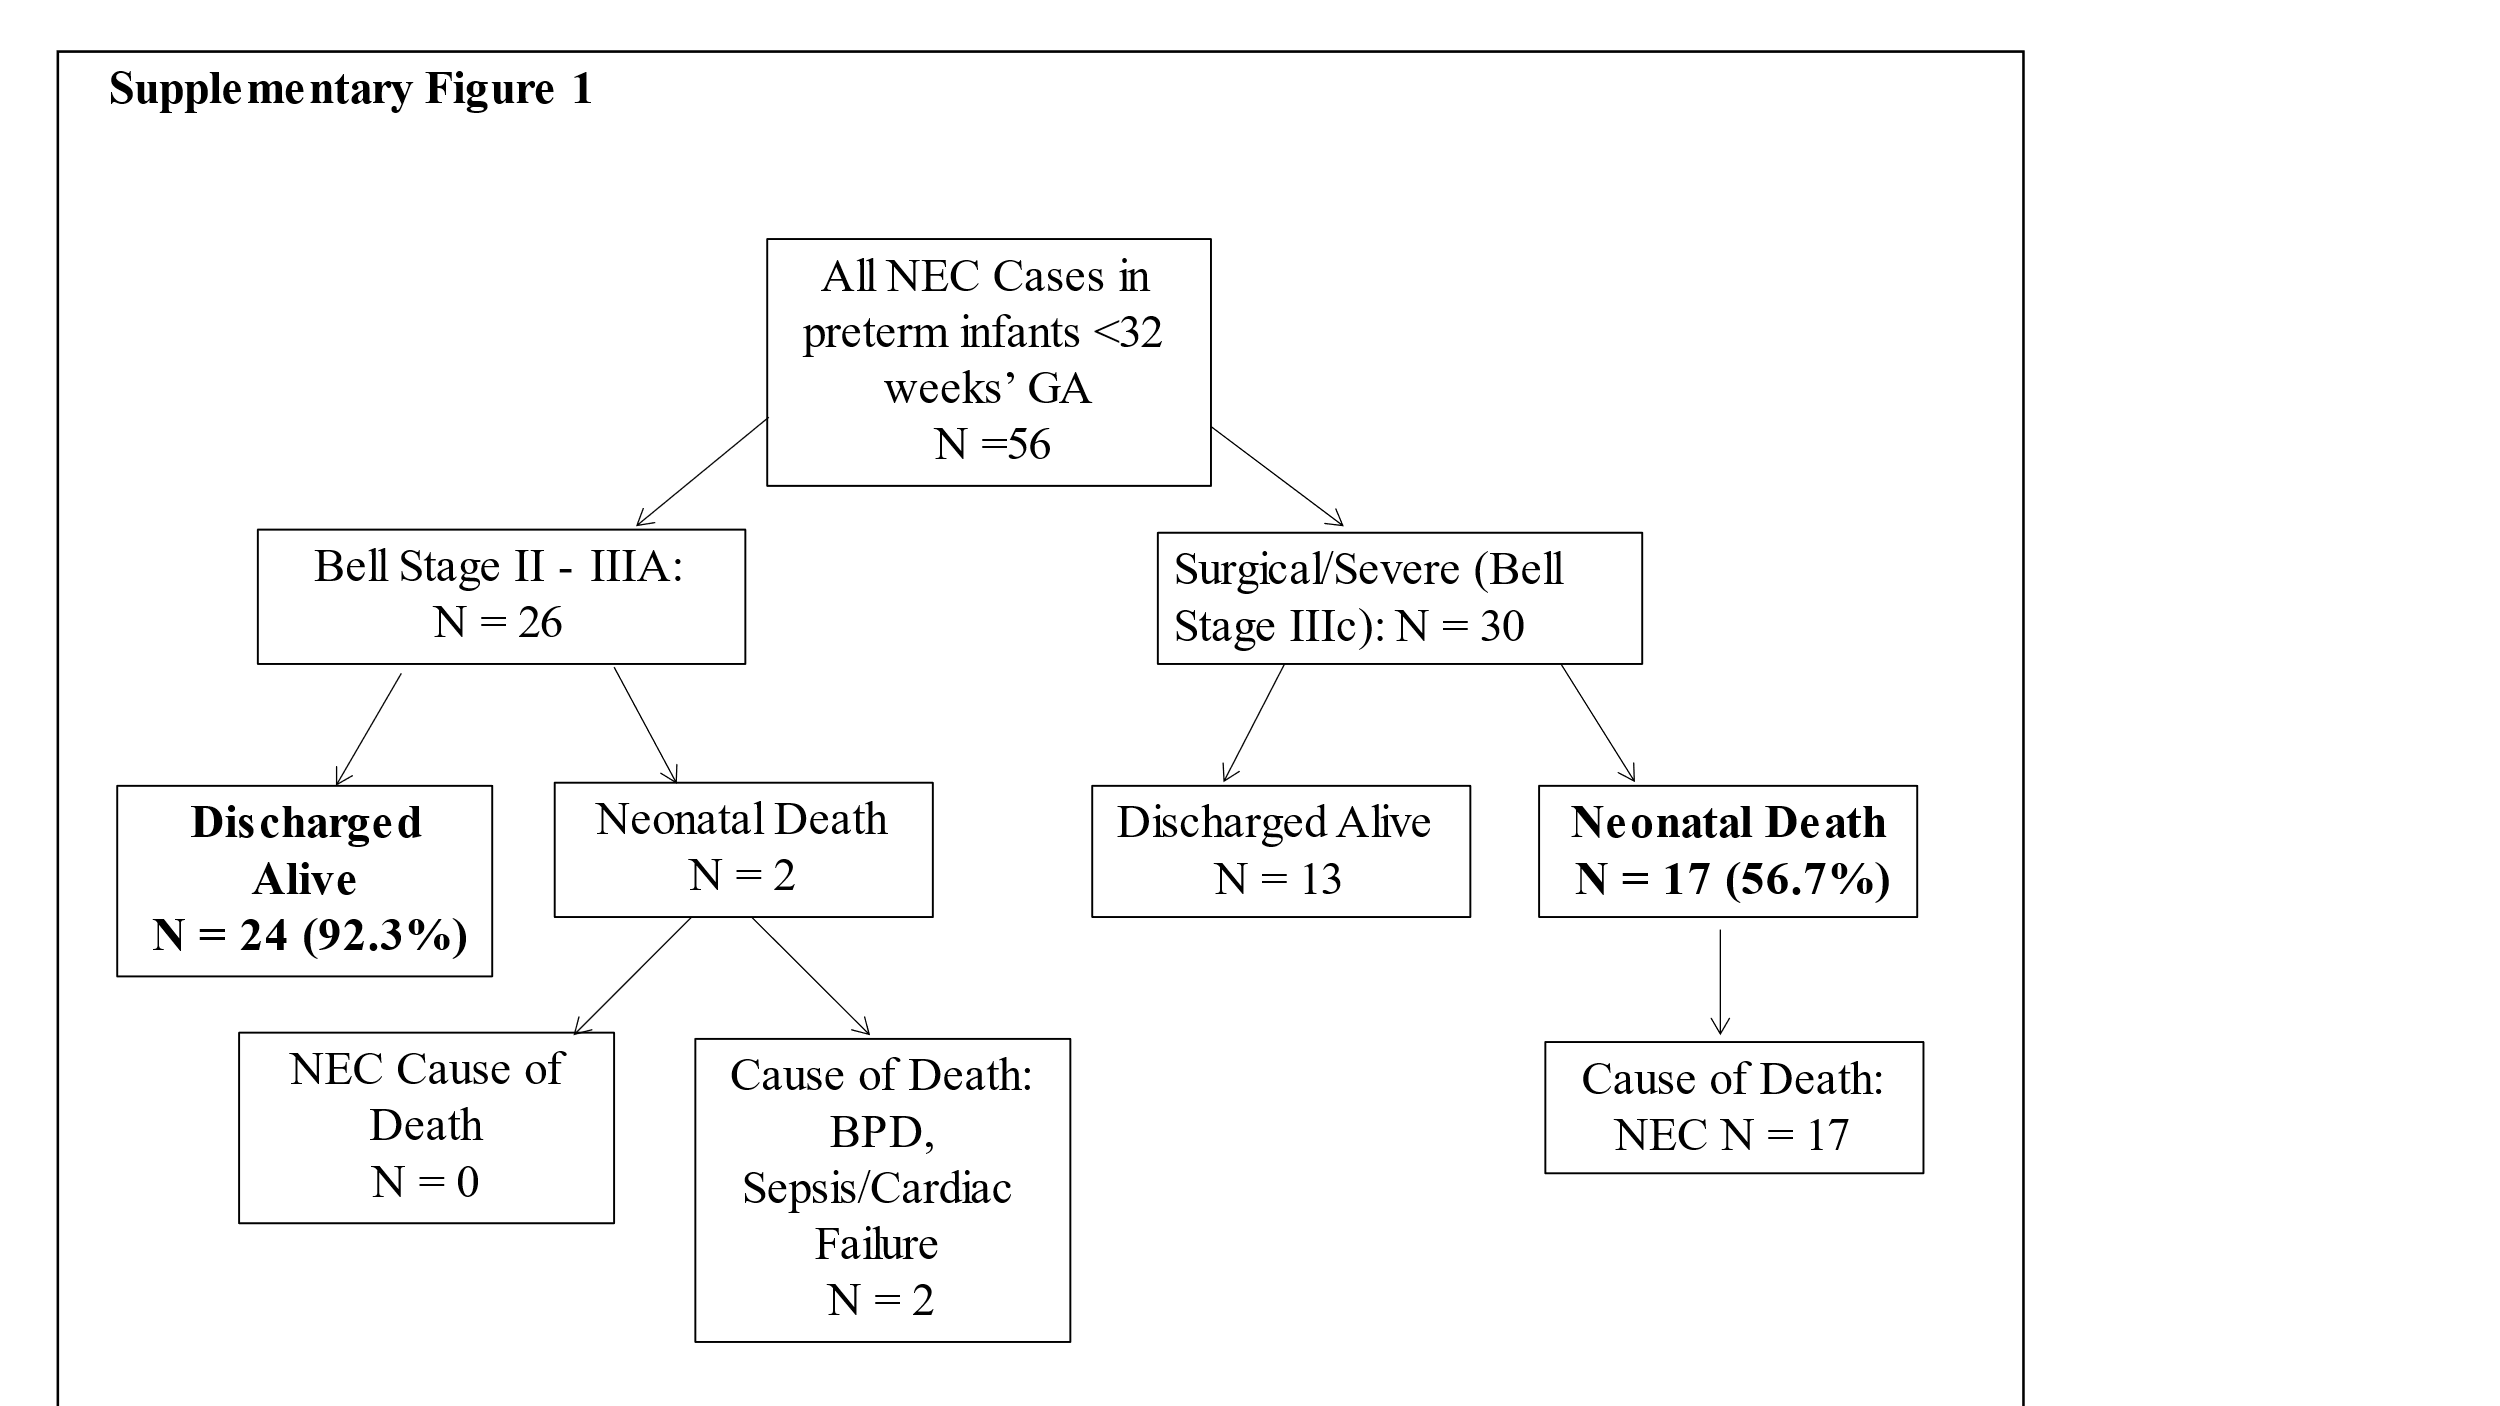 Supplementary Figure 1
All NEC Cases in
preterm infants <32
weeks’ GA
N =56
Bell Stage II - IIIA:
N = 26
Surgical/Severe (Bell
Stage IIIc): N = 30
Discharged
Alive
N = 24 (92.3%)
Neonatal Death
N = 2
Discharged Alive
N = 13
Neonatal Death
N = 17 (56.7%)
NEC Cause of
Death
N = 0
Cause of Death:
BPD,
Sepsis/Cardiac
Failure
N = 2
Cause of Death:
NEC N = 17